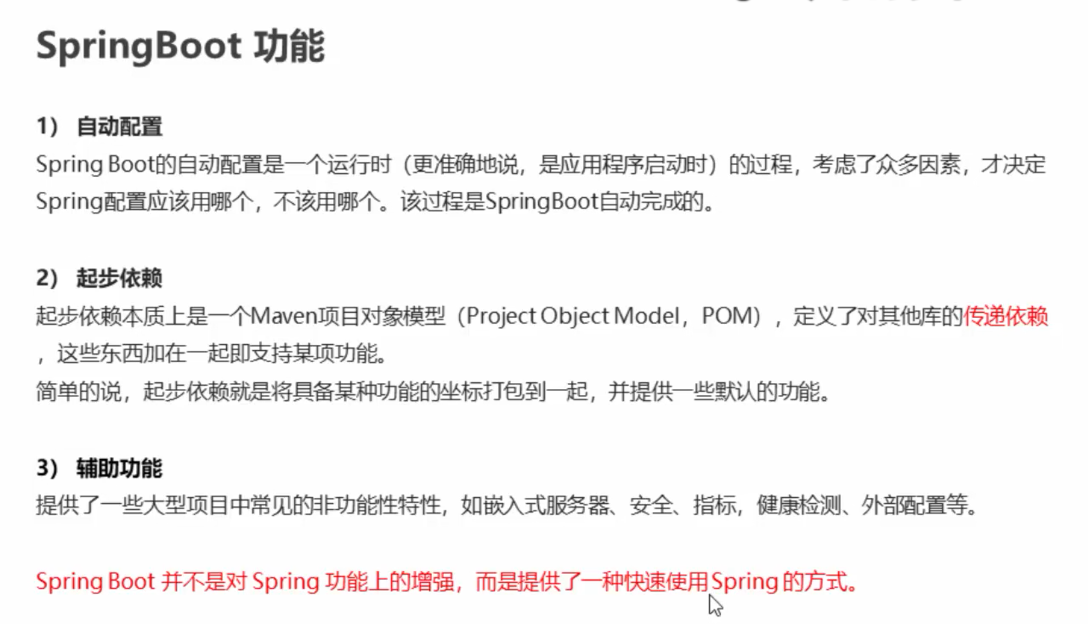 SpringBoot 功能
1） 自动配置
Spring Boot的自动配置是一个运行时（更准确地说，是应用程序启动时）的过程，考虑了众多因素，才决定
Spring配置应该用哪个，不该用哪个。该过程是SpringBoot自动完成的。
2） 起步依赖
起步依赖本质上是一个Maven项目对象模型（Project Object Model，POM），定义了对其他库的传递依赖
，这些东西加在一起即支持某项功能。
简单的说，起步依赖就是将具备某种功能的坐标打包到一起，并提供一些默认的功能。
3） 辅助功能
提供了一些大型项目中常见的非功能性特性，如嵌入式服务器、安全、指标，健康检测、外部配置等。
Spring Boot 并不是对 Spring 功能上的增强，而是提供了一种快速使用 Spring 的方式。